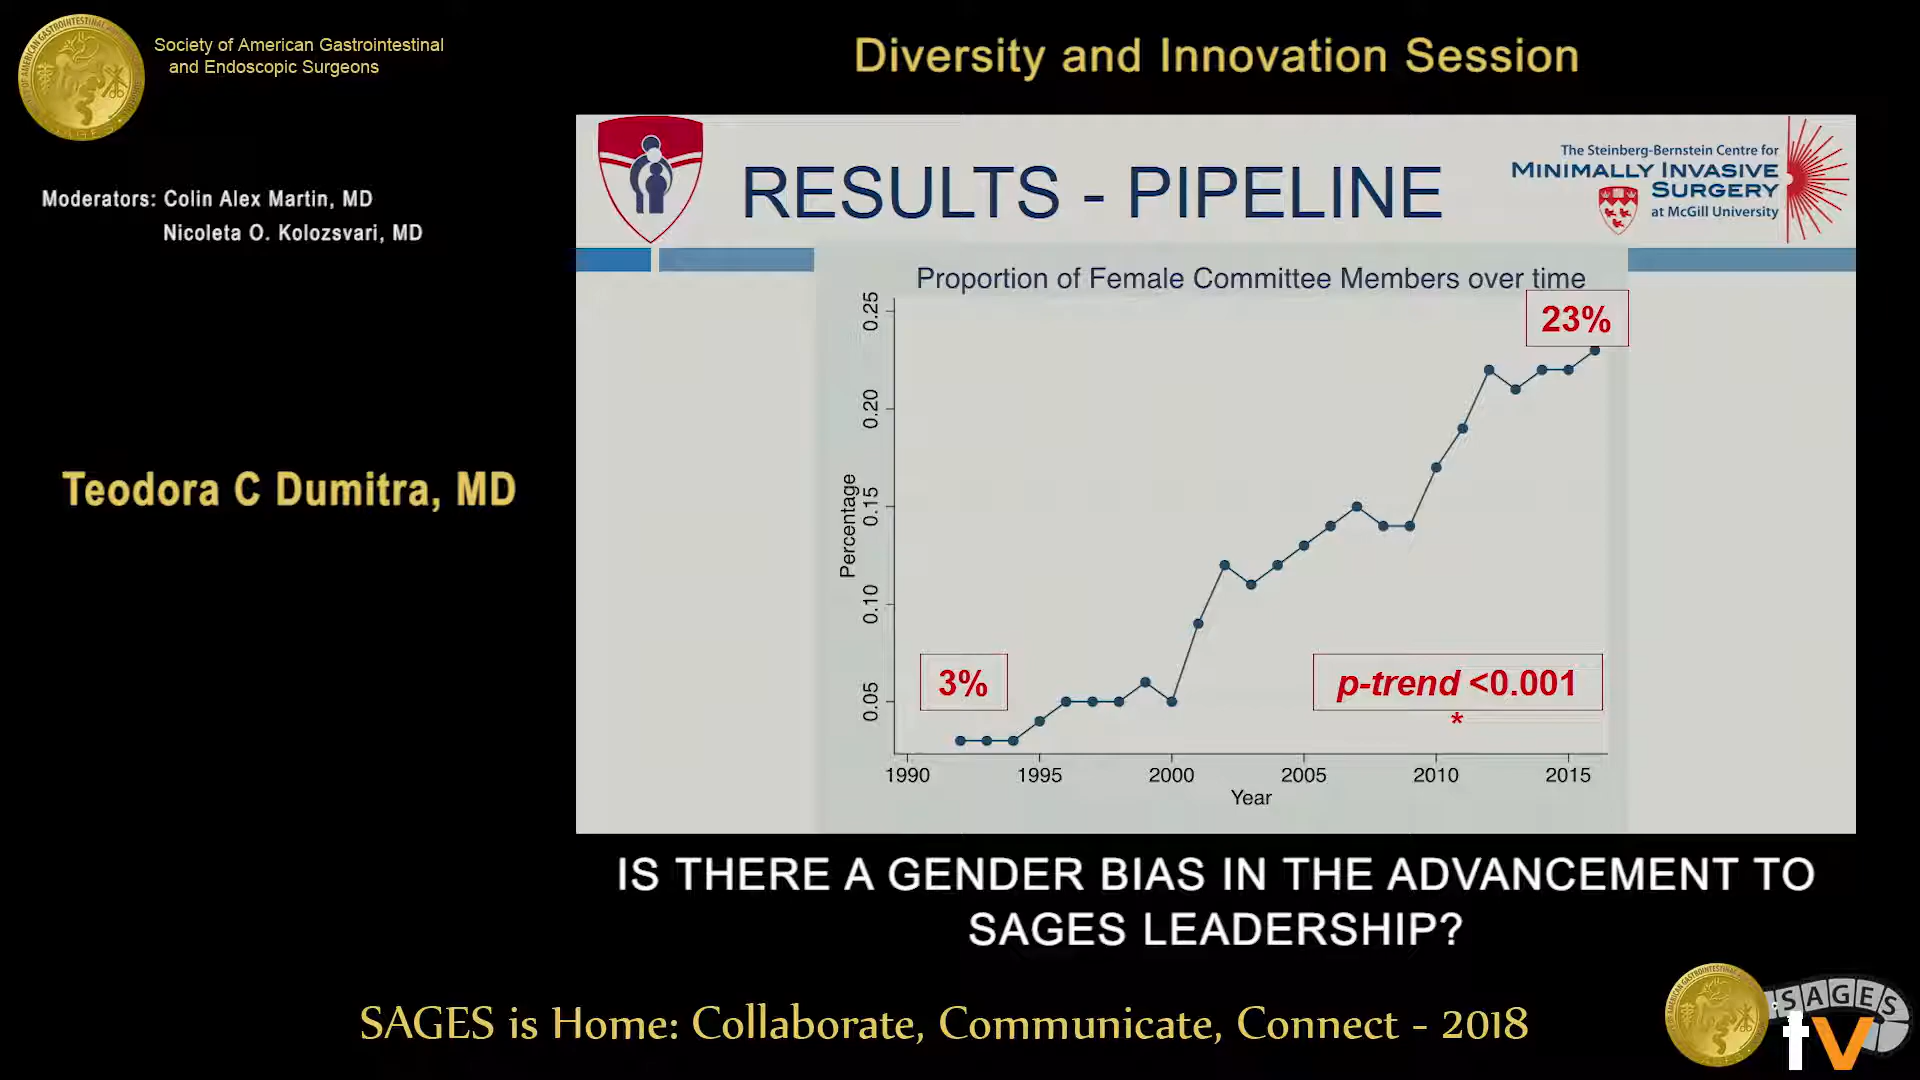 Society of American Gastrointestinal
and Endoscopic Surgeons
Diversity and Innovation Session
Moderators: Colin Alex Martin, MD
Nicoleta O. Kolozsvari, MD
Teodora C Dumitra, MD
RESULTS - PIPELINE
The Steinberg-Bernstein Centre for
MINIMALLY INVASIVE
SURGERY
at McGill University
Proportion of Female Committee Members over time
23%
0.25
0.20
0.15
0.10
0.05
Percentage
3%
p-trend <0.001
*
1990 1995 2000 2005 2010 2015
Year
IS THERE A GENDER BIAS IN THE ADVANCEMENT TO
SAGES LEADERSHIP?
SAGES is Home: Collaborate, Communicate, Connect - 2018
SAGES
tv